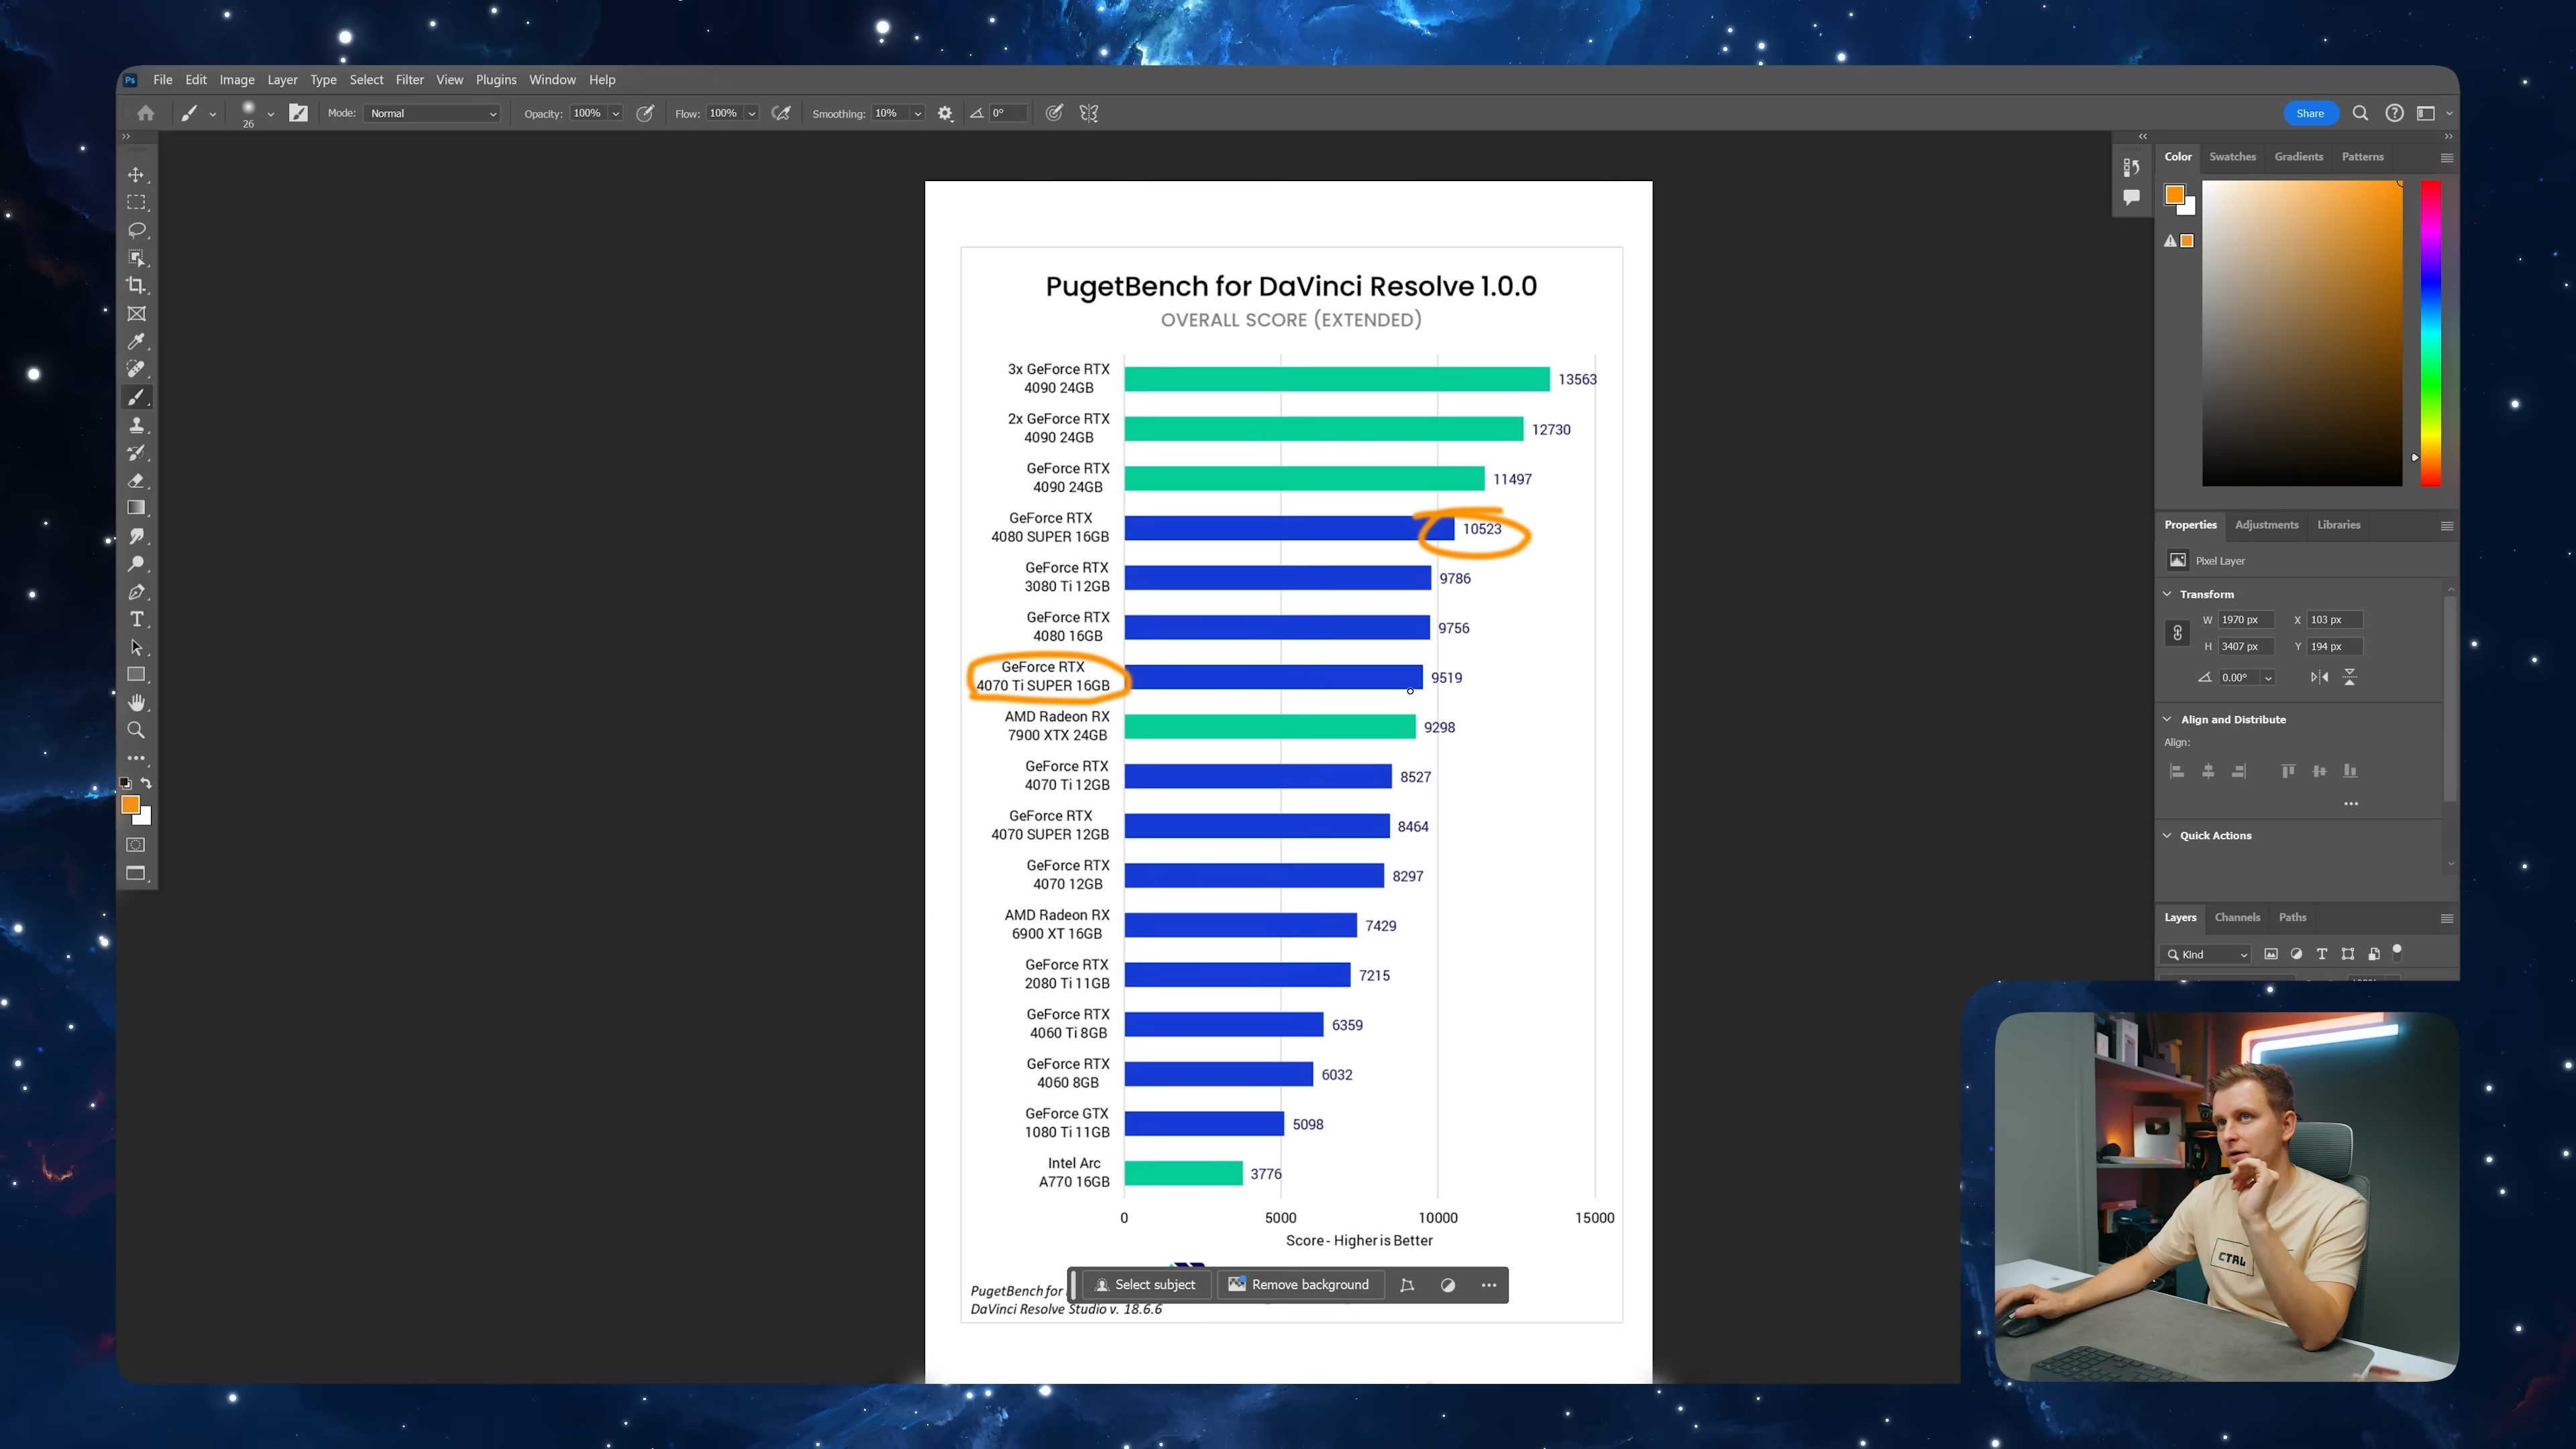 Ps File Edit Image Layer Type Select Filter View Plugins Window Help
26 Mode: Normal Opacity: 100% Flow: 100% Smoothing: 10% 0° Share
Color Swatches Gradients Patterns
PugetBench for DaVinci Resolve 1.0.0
OVERALL SCORE (EXTENDED)
3x GeForce RTX
4090 24GB
13563
2x GeForce RTX
4090 24GB
12730
GeForce RTX
4090 24GB
11497
GeForce RTX
4080 SUPER 16GB
10523
GeForce RTX
3080 Ti 12GB
9786
GeForce RTX
4080 16GB
9756
GeForce RTX
4070 Ti SUPER 16GB
9519
AMD Radeon RX
7900 XTX 24GB
9298
GeForce RTX
4070 Ti 12GB
8527
GeForce RTX
4070 SUPER 12GB
8464
GeForce RTX
4070 12GB
8297
AMD Radeon RX
6900 XT 16GB
7429
GeForce RTX
2080 Ti 11GB
7215
GeForce RTX
4060 Ti 8GB
6359
GeForce RTX
4060 8GB
6032
GeForce GTX
1080 Ti 11GB
5098
Intel Arc
A770 16GB
3776
0 5000 10000 15000
Score - Higher is Better
Select subject Remove background
PugetBench for
DaVinci Resolve Studio v. 18.6.6
Properties Adjustments Libraries
Pixel Layer
Transform
W 1970 px X 103 px
H 3407 px Y 194 px
0.00°
Align and Distribute
Align:
Quick Actions
Layers Channels Paths
Kind
CTRL